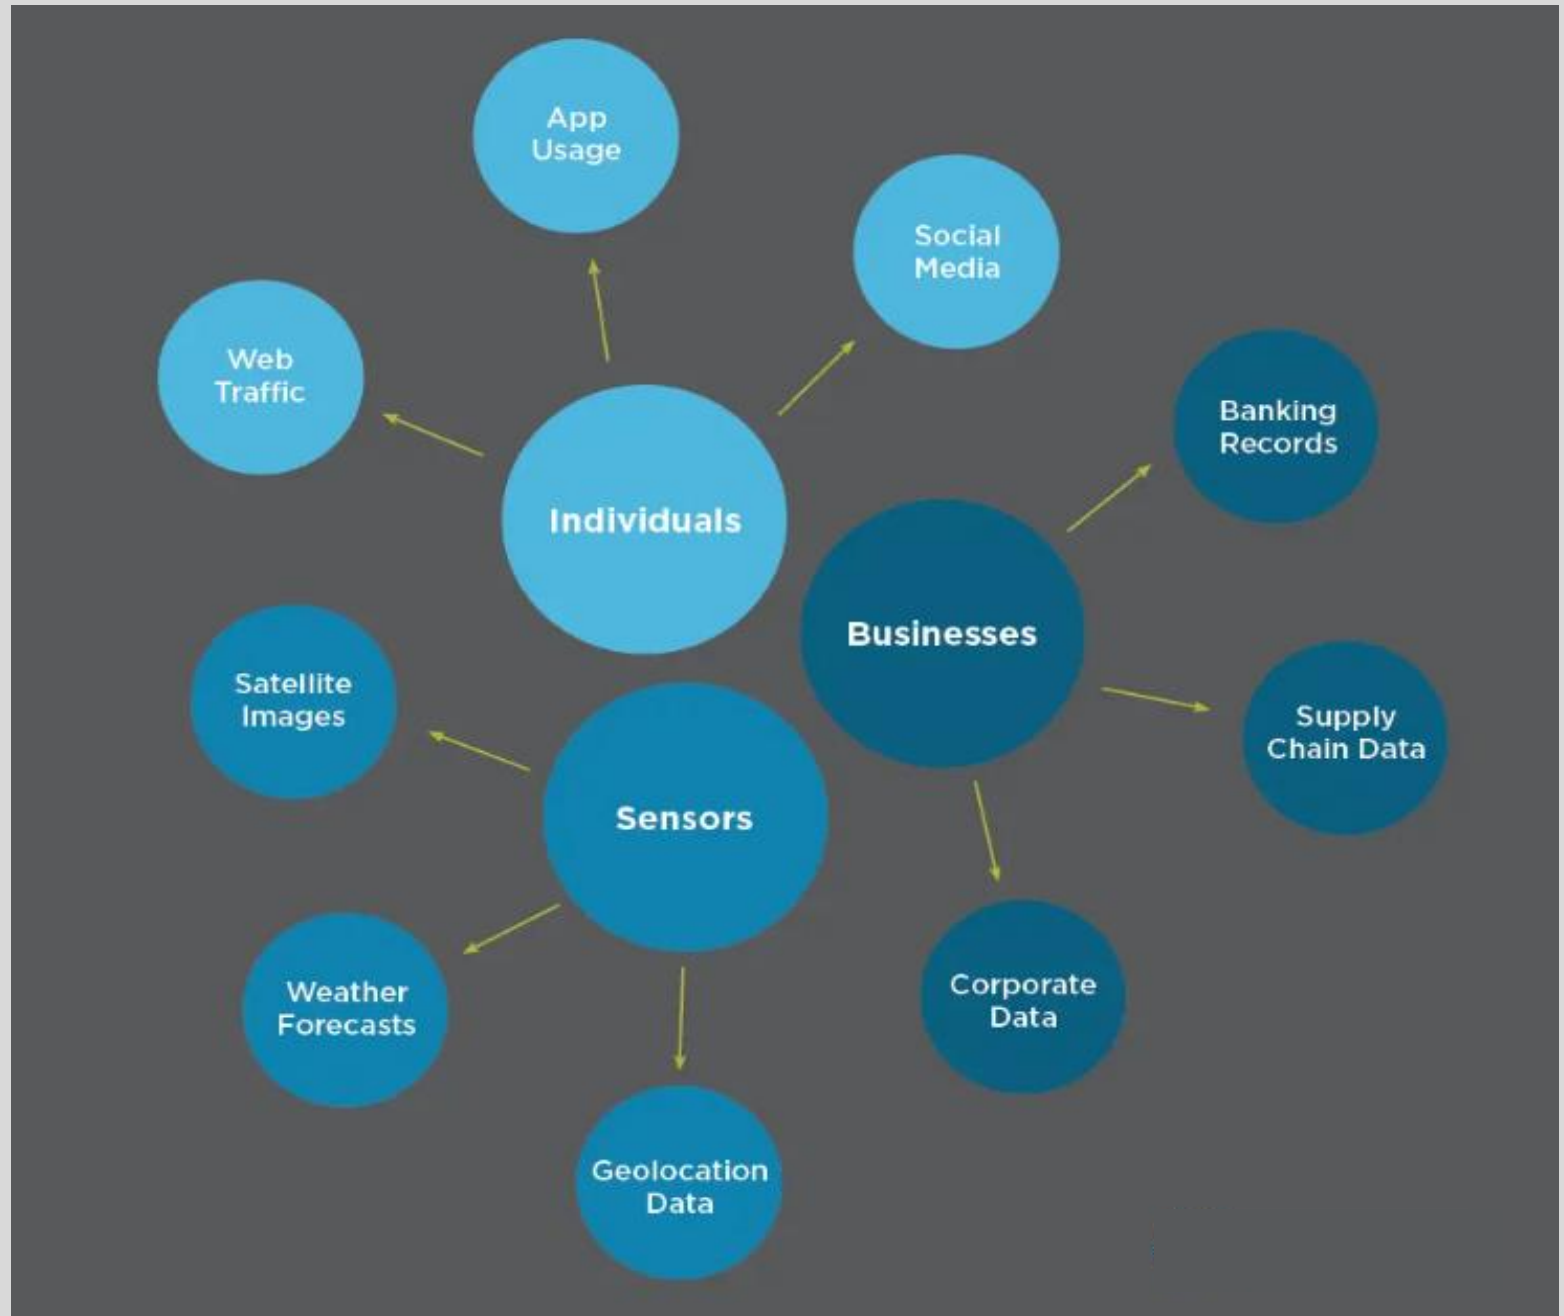 App
Usage
Social
Media
Web
Traffic
Banking
Records
Individuals
Businesses
Satellite
Images
Supply
Chain Data
Sensors
Weather
Forecasts
Corporate
Data
Geolocation
Data